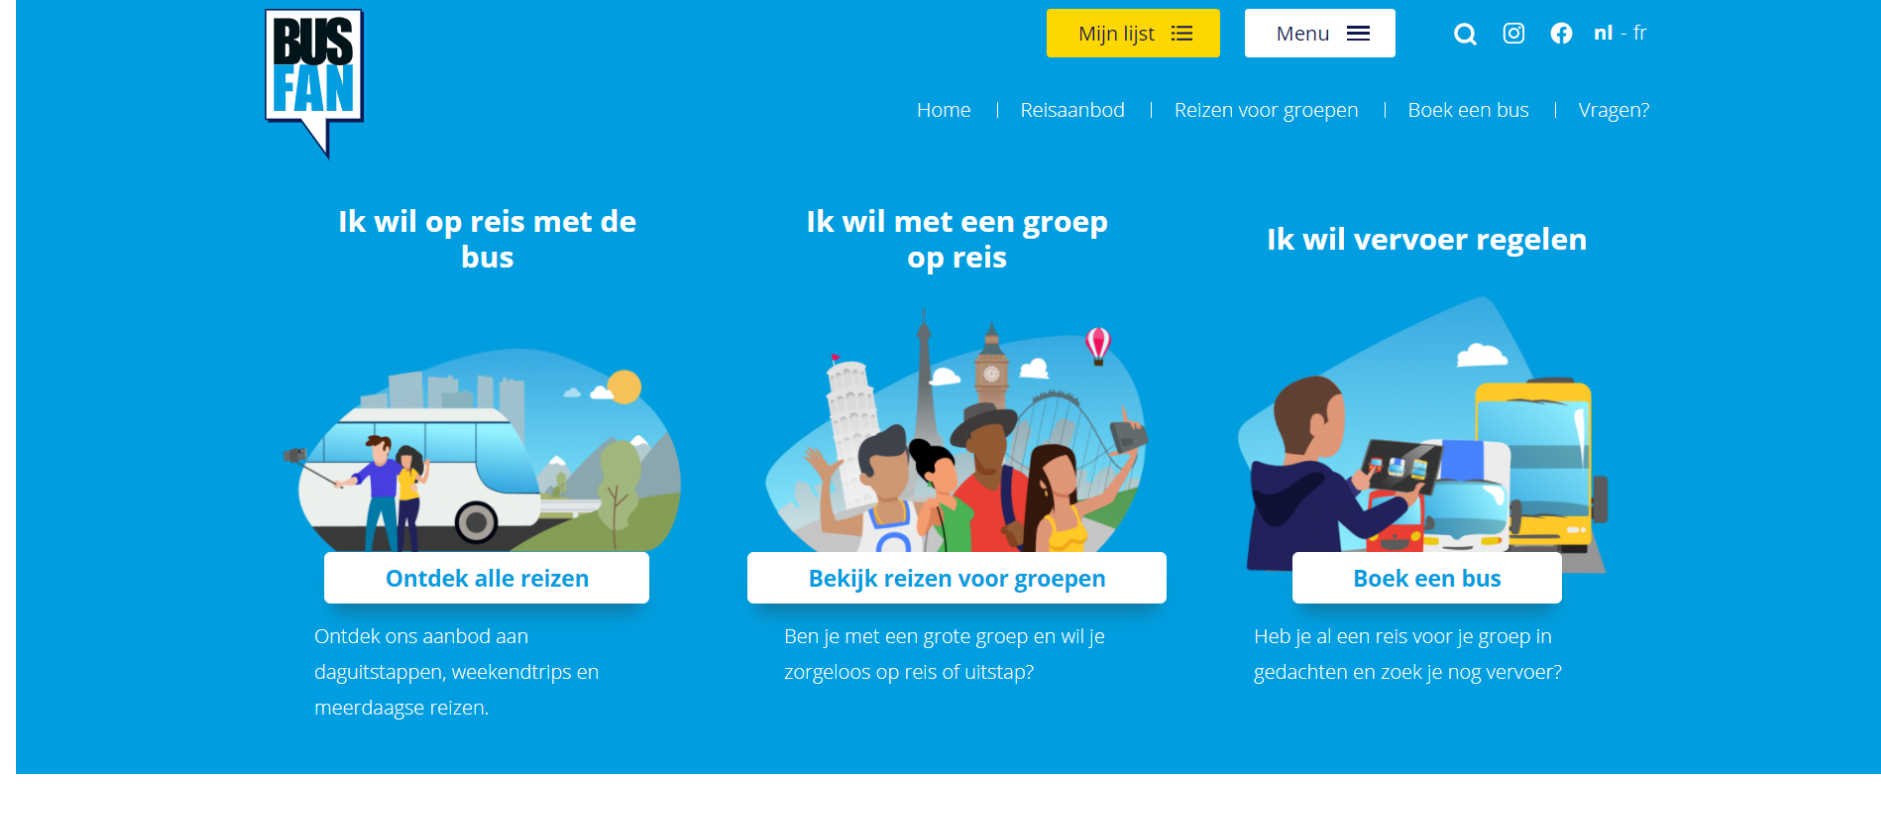 BUS
FAN
Mijn lijst
Menu
nl - fr
Home | Reisaanbod | Reizen voor groepen | Boek een bus | Vragen?
Ik wil op reis met de
bus
Ik wil met een groep
op reis
Ik wil vervoer regelen
Ontdek alle reizen
Bekijk reizen voor groepen
Boek een bus
Ontdek ons aanbod aan
daguitstappen, weekendtrips en
meerdaagse reizen.
Ben je met een grote groep en wil je
zorgeloos op reis of uitstap?
Heb je al een reis voor je groep in
gedachten en zoek je nog vervoer?